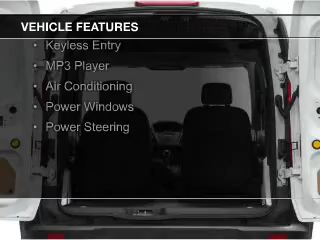 VEHICLE FEATURES
• Keyless Entry
• MP3 Player
• Air Conditioning
• Power Windows
• Power Steering